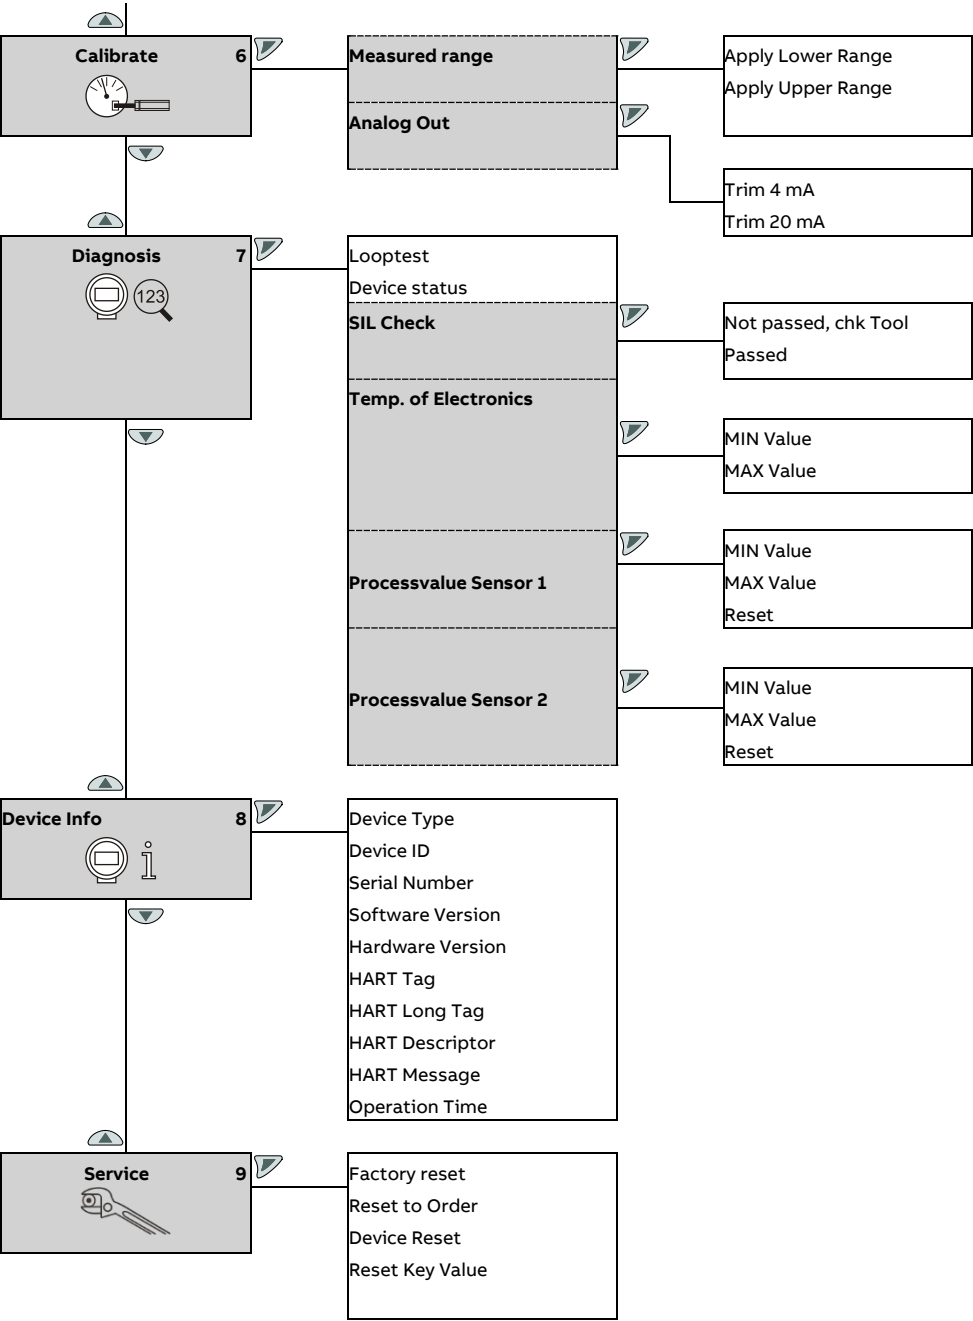 Calibrate 6
Measured range
Apply Lower Range
Apply Upper Range
Analog Out
Trim 4 mA
Trim 20 mA
Diagnosis 7
123
Looptest
Device status
SIL Check
Not passed, chk Tool
Passed
Temp. of Electronics
MIN Value
MAX Value
Processvalue Sensor 1
MIN Value
MAX Value
Reset
Processvalue Sensor 2
MIN Value
MAX Value
Reset
Device Info 8
i
Device Type
Device ID
Serial Number
Software Version
Hardware Version
HART Tag
HART Long Tag
HART Descriptor
HART Message
Operation Time
Service 9
Factory reset
Reset to Order
Device Reset
Reset Key Value